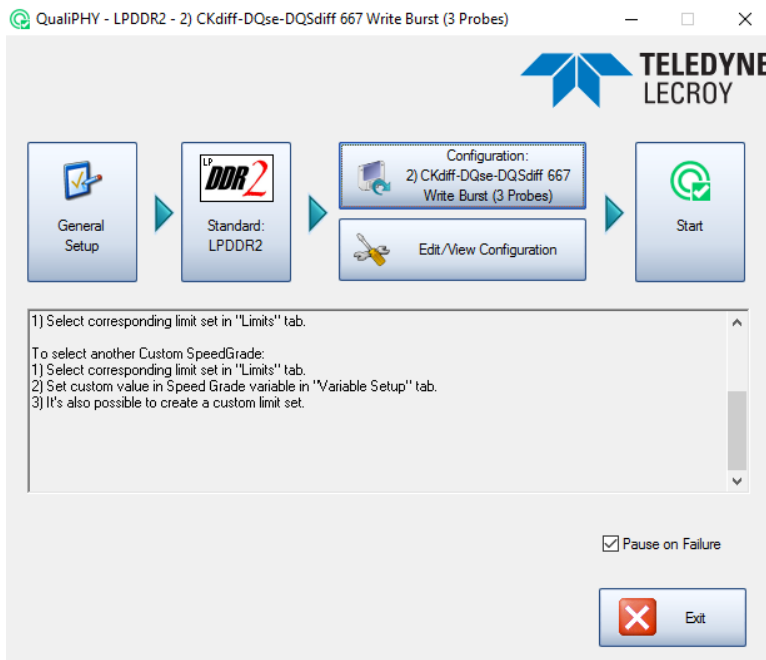 QualiPHY - LPDDR2 - 2) CKdiff-DQse-DQSdiff 667 Write Burst (3 Probes)
TELEDYNE
LECROY
General
Setup
LP
DDR2
Standard:
LPDDR2
Configuration:
2) CKdiff-DQse-DQSdiff 667
Write Burst (3 Probes)
Edit/View Configuration
Start
1) Select corresponding limit set in "Limits" tab.
To select another Custom SpeedGrade:
1) Select corresponding limit set in "Limits" tab.
2) Set custom value in Speed Grade variable in "Variable Setup" tab.
3) It's also possible to create a custom limit set.
Pause on Failure
Exit